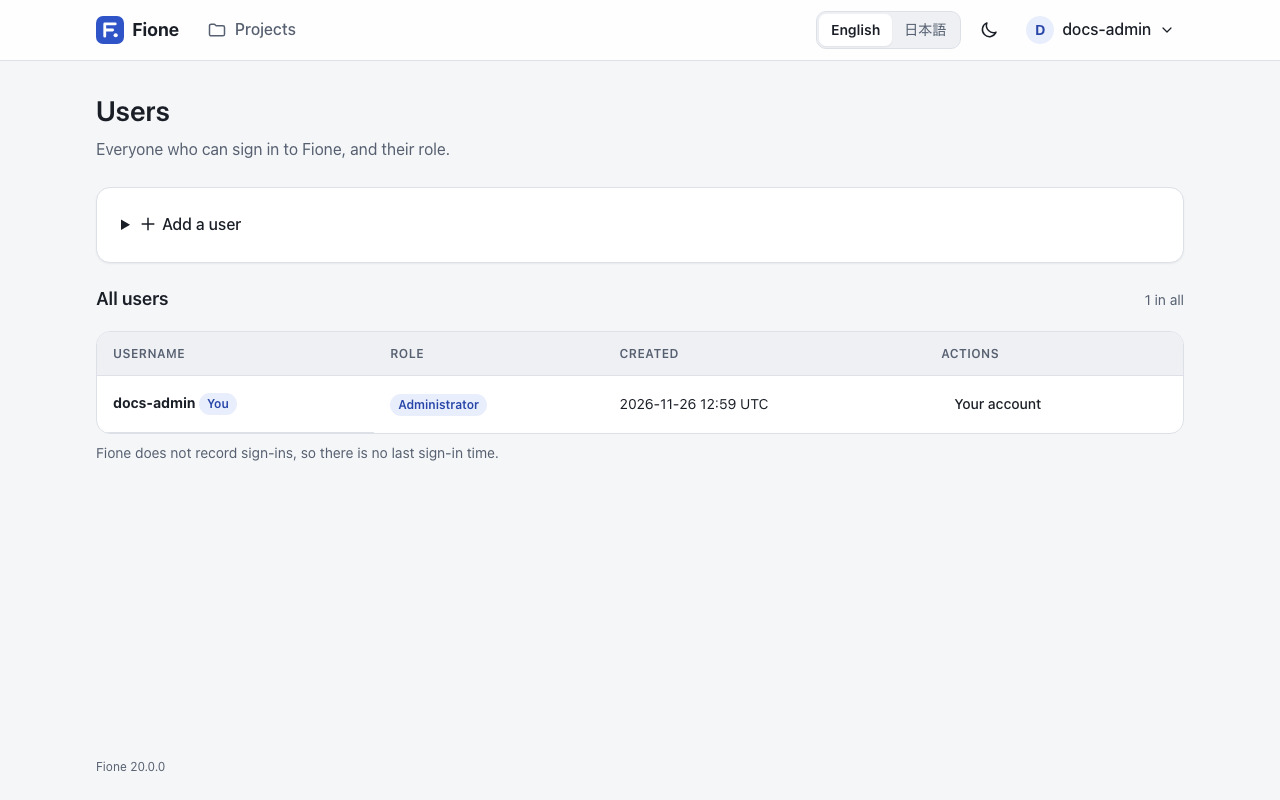 Fione
Projects
English
日本語
D
docs-admin
Users
Everyone who can sign in to Fione, and their role.
Add a user
All users
1 in all
USERNAME
ROLE
CREATED
ACTIONS
docs-admin You
Administrator
2026-11-26 12:59 UTC
Your account
Fione does not record sign-ins, so there is no last sign-in time.
Fione 20.0.0